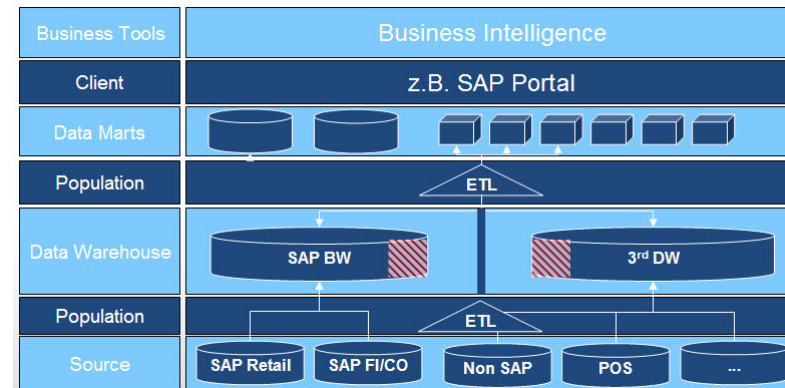 Business Tools
Business Intelligence
Client
z.B. SAP Portal
Data Marts
Population
ETL
Data Warehouse
SAP BW
3rd DW
Population
ETL
Source
SAP Retail
SAP FI/CO
Non SAP
POS
...